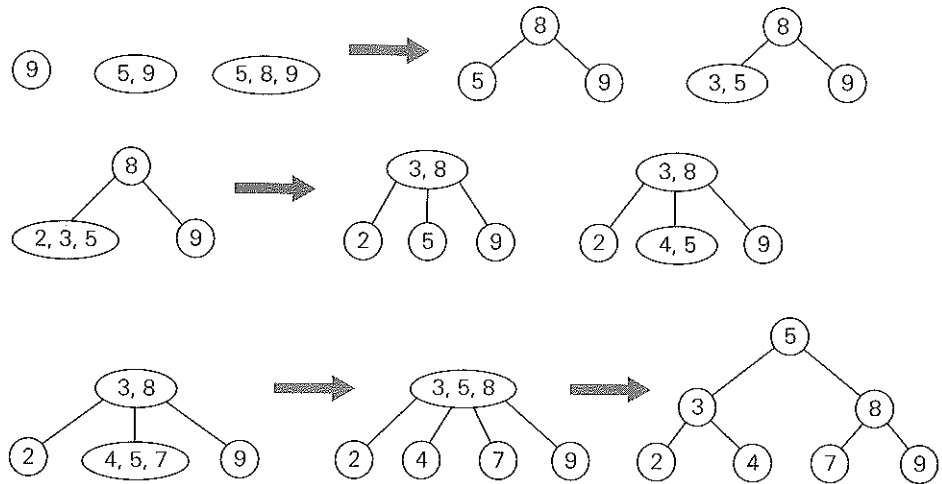 8 8
9 5, 9 5, 8, 9 5 9 3, 5 9
8 3, 8 3, 8
2, 3, 5 9 2 5 9 2 4, 5 9
5
3, 8 3, 5, 8 3 8
2 4, 5, 7 9 2 4 7 9 2 4 7 9